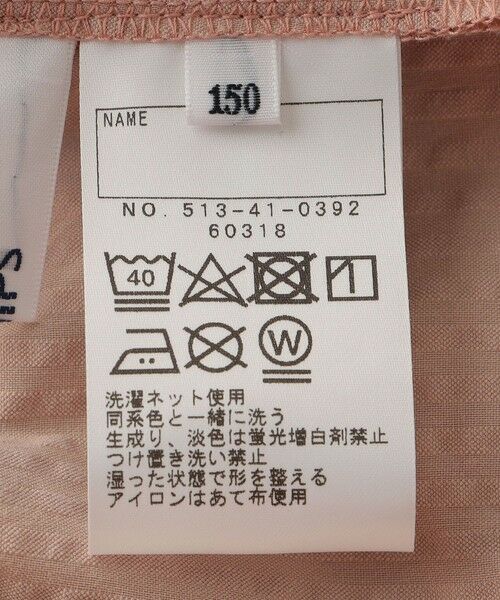 150
NAME
NO. 513-41-0392
60318
40
W
洗濯ネット使用
同系色と一緒に洗う
生成り、淡色は蛍光増白剤禁止
つけ置き洗い禁止
湿った状態で形を整える
アイロンはあて布使用